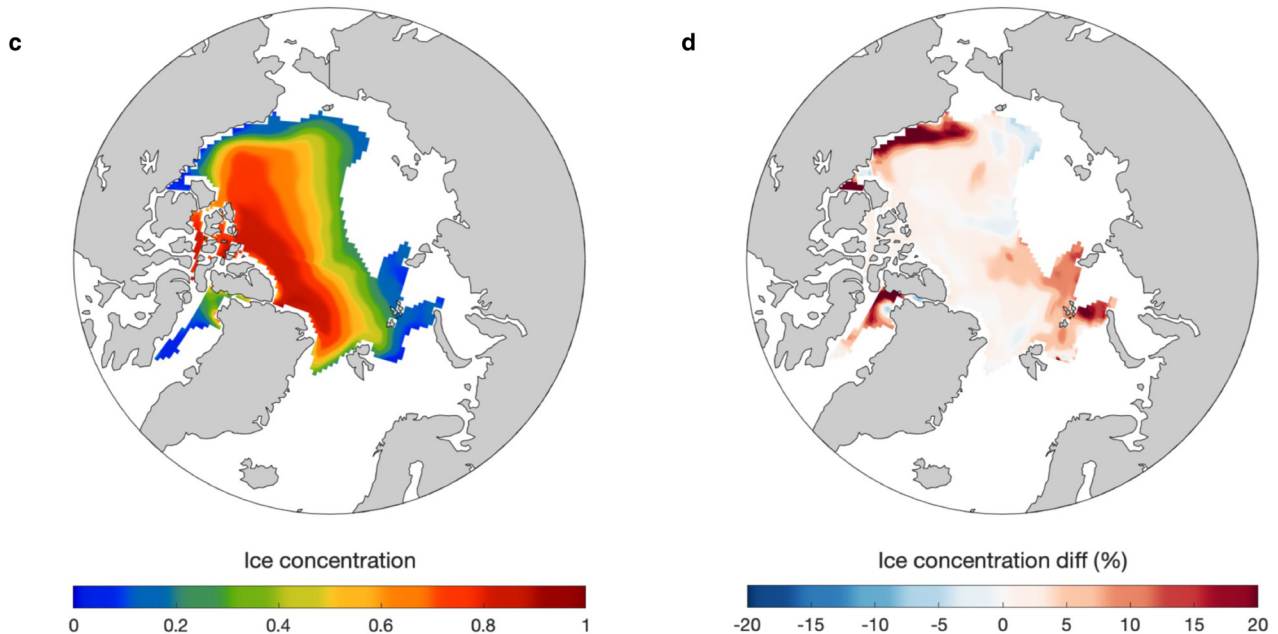 c
d
Ice concentration
0 0.2 0.4 0.6 0.8 1
Ice concentration diff (%)
-20 -15 -10 -5 0 5 10 15 20